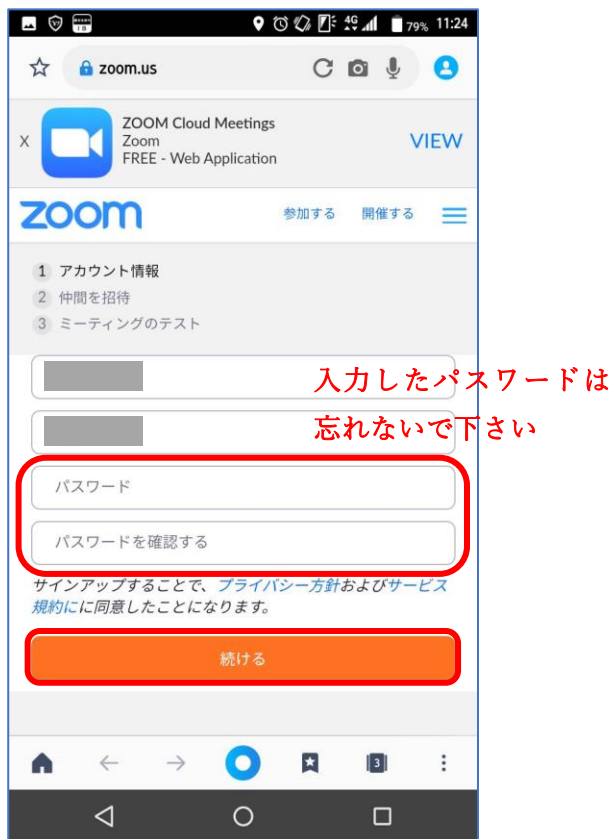 79% 11:24
zoom.us
ZOOM Cloud Meetings
X
Zoom
VIEW
FREE - Web Application
zoom
参加する 開催する
1 アカウント情報
2 仲間を招待
3 ミーティングのテスト
入力したパスワードは
忘れないで下さい
パスワード
パスワードを確認する
サインアップすることで、プライバシー方針およびサービス
規約にに同意したことになります。
続ける
3